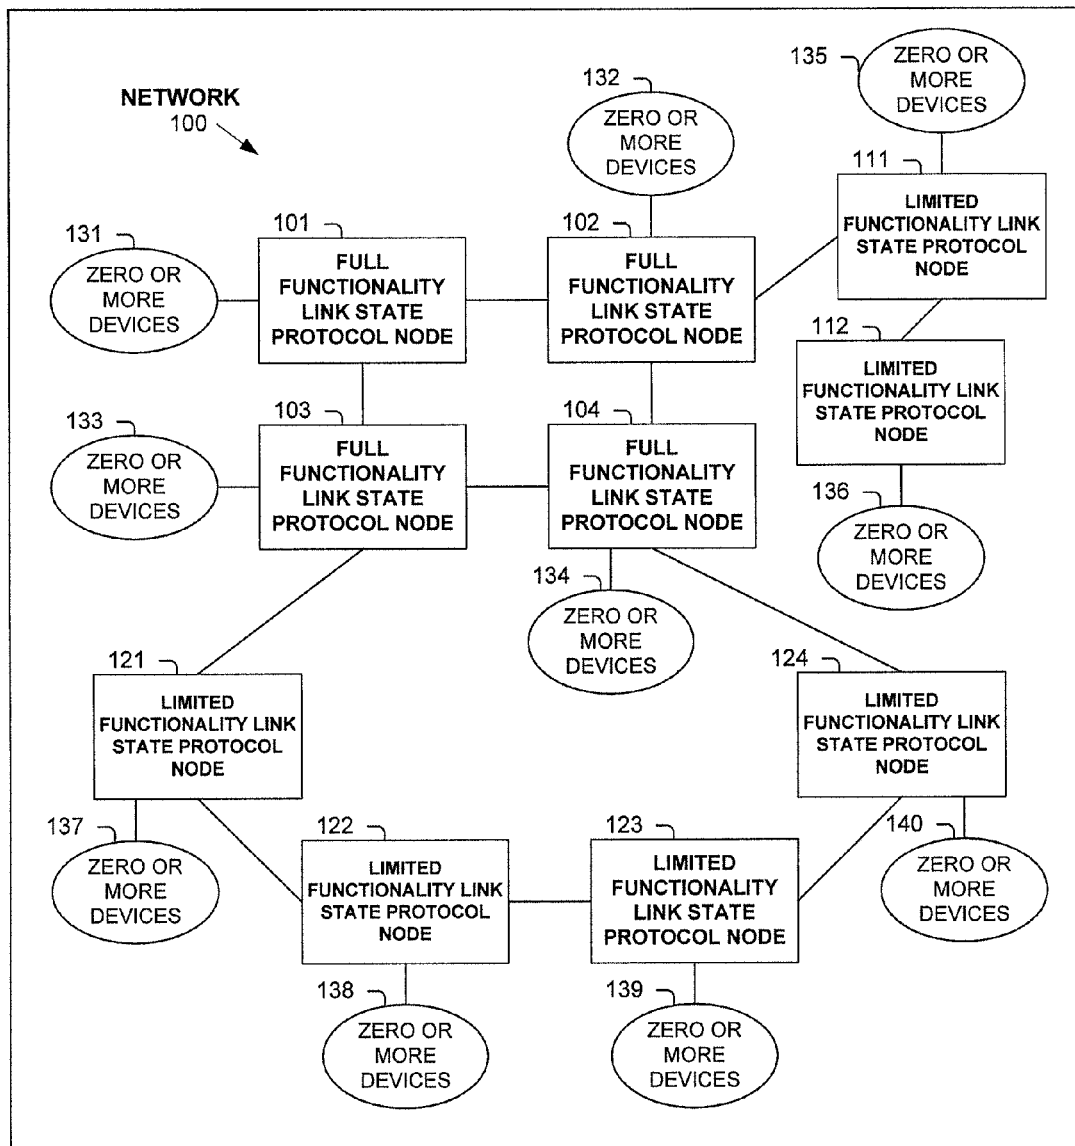 135
ZERO OR
MORE
DEVICES
132
ZERO OR
MORE
DEVICES
NETWORK
100
111
LIMITED
FUNCTIONALITY LINK
STATE PROTOCOL
NODE
131
ZERO OR
MORE
DEVICES
101
FULL
FUNCTIONALITY
LINK STATE
PROTOCOL NODE
102
FULL
FUNCTIONALITY
LINK STATE
PROTOCOL NODE
112
LIMITED
FUNCTIONALITY LINK
STATE PROTOCOL
NODE
133
ZERO OR
MORE
DEVICES
103
FULL
FUNCTIONALITY
LINK STATE
PROTOCOL NODE
104
FULL
FUNCTIONALITY
LINK STATE
PROTOCOL NODE
136
ZERO OR
MORE
DEVICES
134
ZERO OR
MORE
DEVICES
121
LIMITED
FUNCTIONALITY LINK
STATE PROTOCOL
NODE
124
LIMITED
FUNCTIONALITY LINK
STATE PROTOCOL
NODE
137
ZERO OR
MORE
DEVICES
122
LIMITED
FUNCTIONALITY LINK
STATE PROTOCOL
NODE
123
LIMITED
FUNCTIONALITY
LINK STATE
PROTOCOL NODE
140
ZERO OR
MORE
DEVICES
138
ZERO OR
MORE
DEVICES
139
ZERO OR
MORE
DEVICES